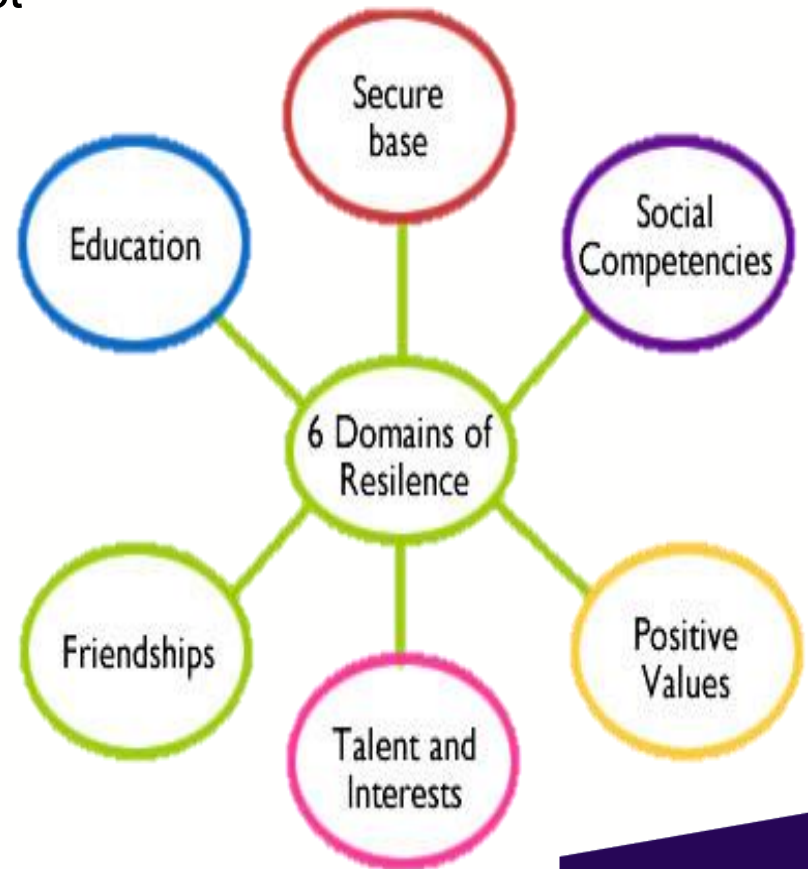 Secure
base
Social
Competencies
Education
6 Domains of
Resilence
Friendships
Positive
Values
Talent and
Interests